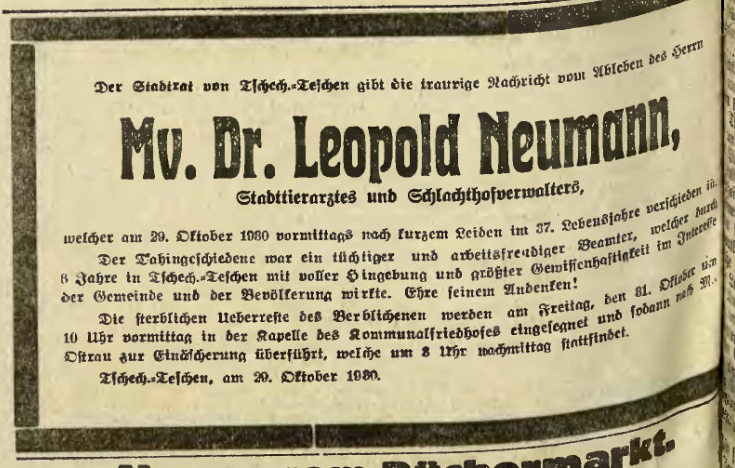 Der Stadtrat von Tschech.-Teschen gibt die traurige Nachricht vom Ableben des Herrn
Mv. Dr. Leopold Neumann,
Stadttierarztes und Schlachthofverwalters,
welcher am 29. Oktober 1930 vormittags nach kurzem Leiden im 37. Lebensjahre verschieden ist.
Der Dahingeschiedene war ein tüchtiger und arbeitsfreudiger Beamter, welcher durch
6 Jahre in Tschech.-Teschen mit voller Hingebung und größter Gewissenhaftigkeit im Interesse
der Gemeinde und der Bevölkerung wirkte. Ehre seinem Andenken!
Die sterblichen Ueberreste des Verblichenen werden am Freitag, den 31. Oktober um
10 Uhr vormittag in der Kapelle des Kommunalfriedhofes eingesegnet und sodann nach M.-
Ostrau zur Einäscherung überführt, welche um 3 Uhr nachmittag stattfindet.
Tschech.-Teschen, am 29. Oktober 1930.
Büchermarkt.